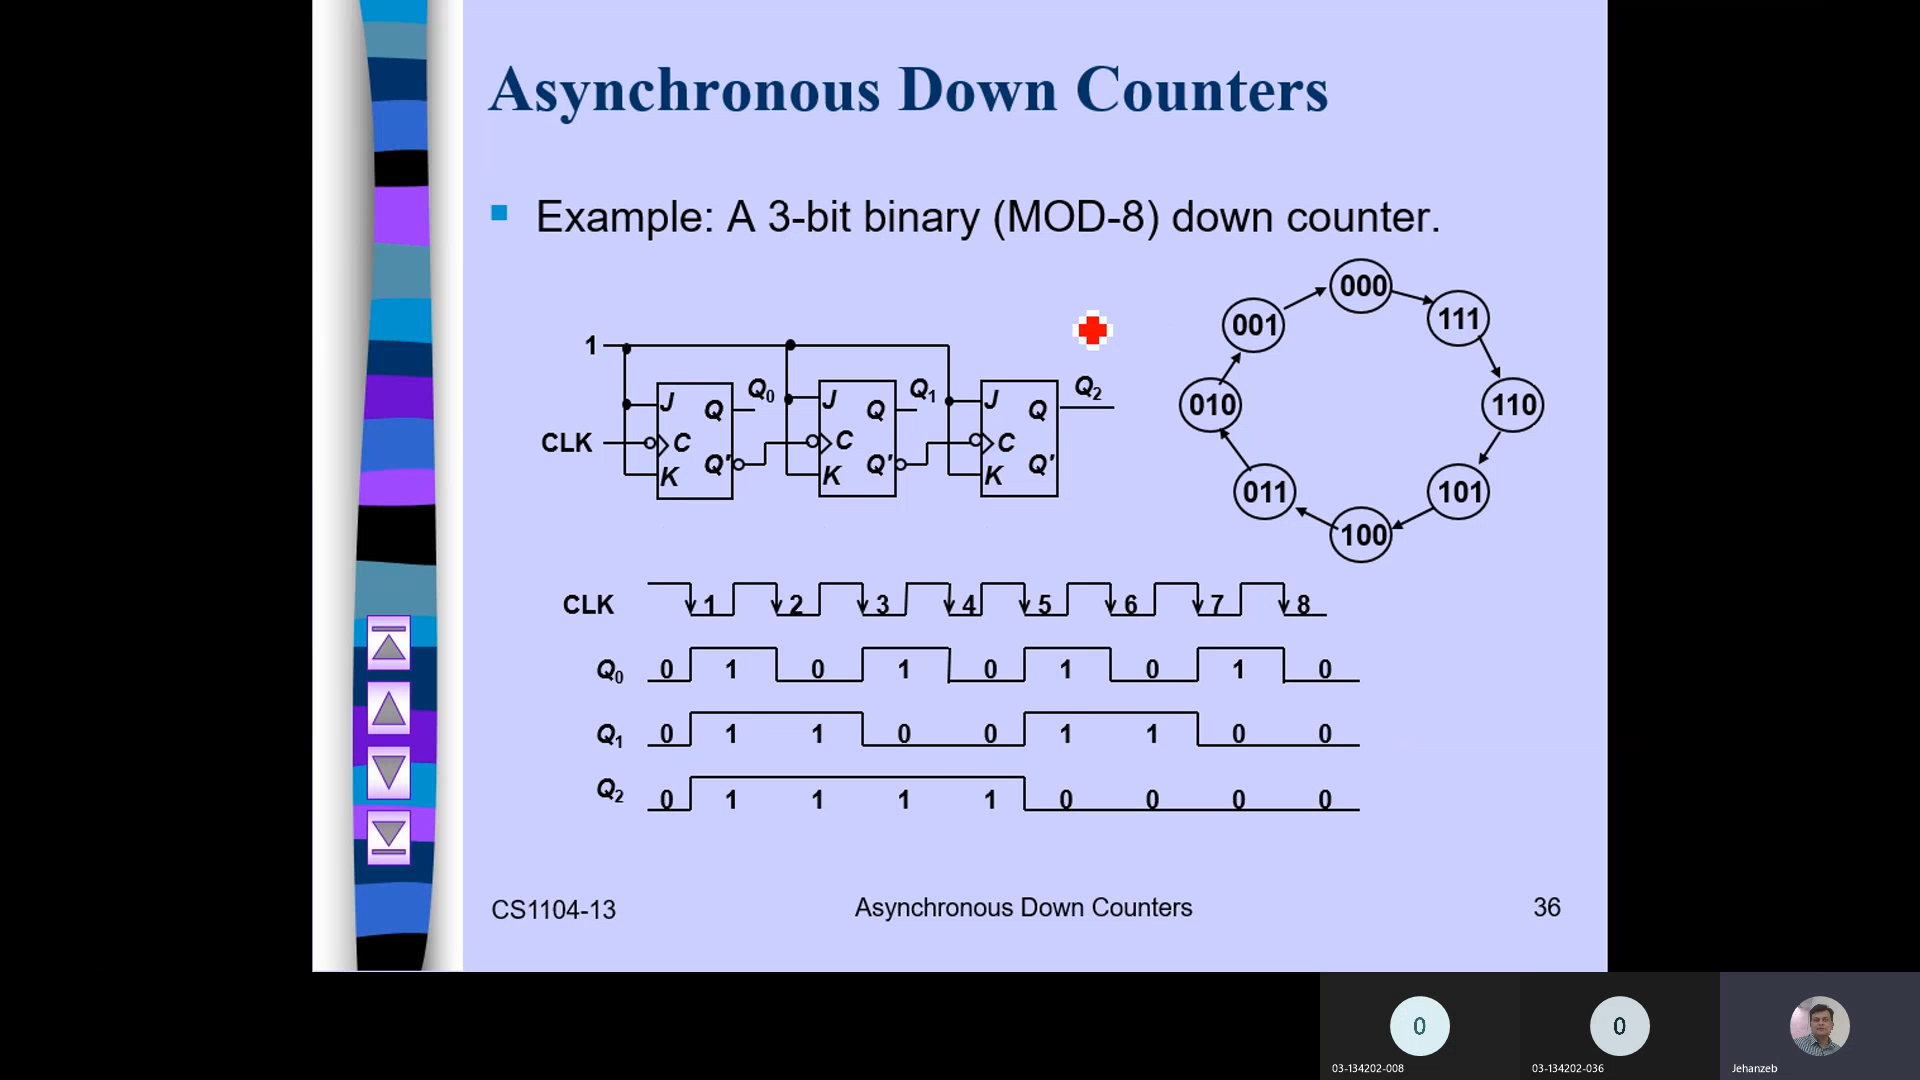 Asynchronous Down Counters
Example: A 3-bit binary (MOD-8) down counter.
1
CLK
J Q C K Q' Q0
J Q C K Q' Q1
J Q C K Q' Q2
000
111
110
101
100
011
010
001
CLK 1 2 3 4 5 6 7 8
Q0 0 1 0 1 0 1 0 1 0
Q1 0 1 1 0 0 1 1 0 0
Q2 0 1 1 1 1 0 0 0 0
CS1104-13 Asynchronous Down Counters 36
0 0
03-134202-008 03-134202-036 Jehanzeb